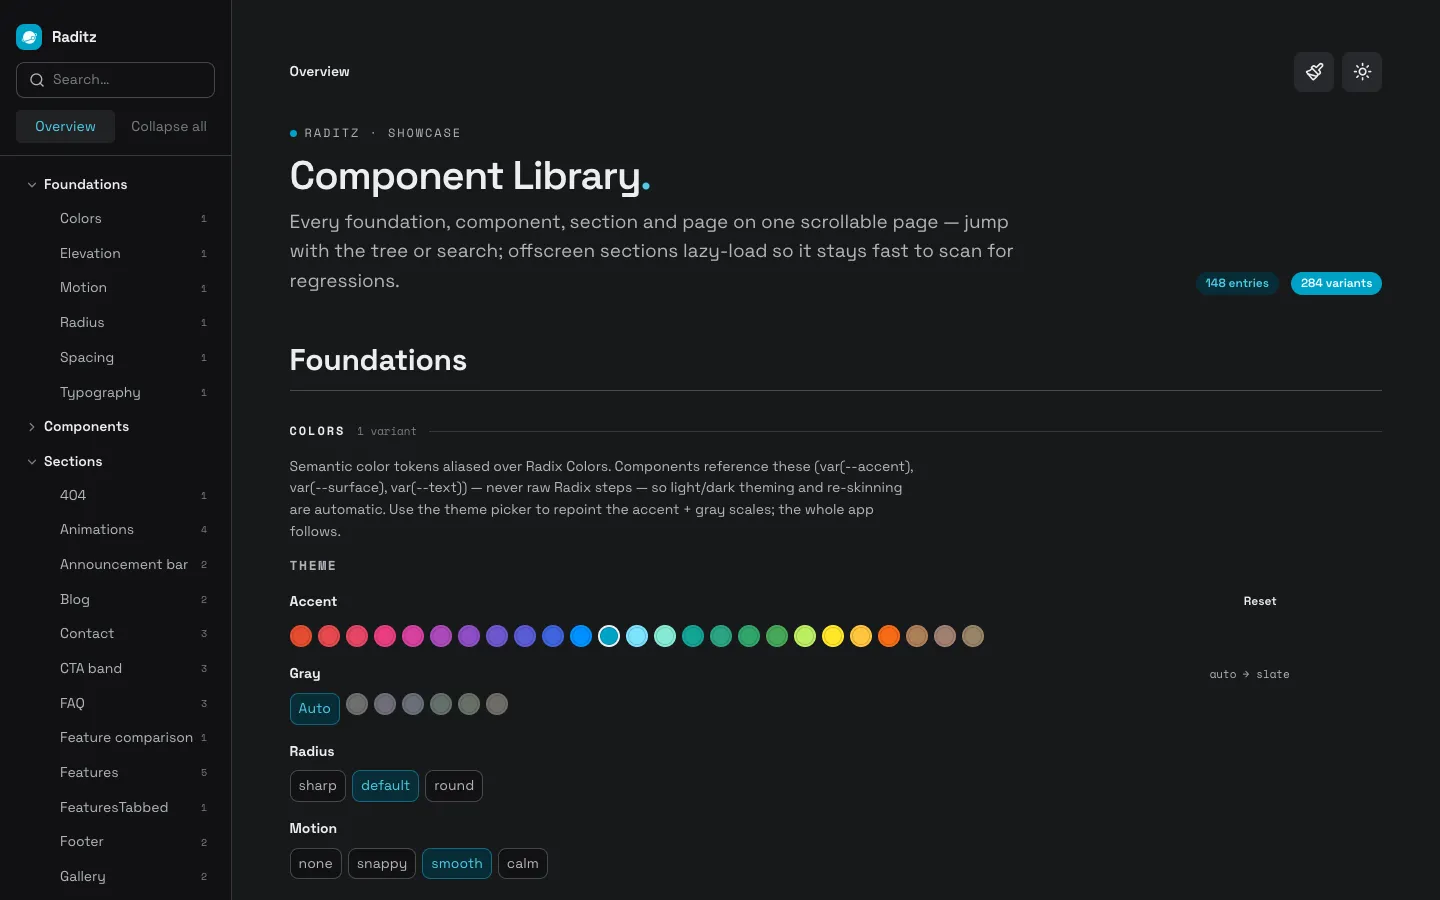 Raditz
Search...
Overview
Collapse all
Foundations
Colors 1
Elevation 1
Motion 1
Radius 1
Spacing 1
Typography 1
Components
Sections
404 1
Animations 4
Announcement bar 2
Blog 2
Contact 3
CTA band 3
FAQ 3
Feature comparison 1
Features 5
FeaturesTabbed 1
Footer 2
Gallery 2
Overview
RADITZ · SHOWCASE
Component Library.
Every foundation, component, section and page on one scrollable page — jump
with the tree or search; offscreen sections lazy-load so it stays fast to scan for
regressions.
148 entries
284 variants
Foundations
COLORS 1 variant
Semantic color tokens aliased over Radix Colors. Components reference these (var(--accent),
var(--surface), var(--text)) — never raw Radix steps — so light/dark theming and re-skinning
are automatic. Use the theme picker to repoint the accent + gray scales; the whole app
follows.
THEME
Accent
Reset
Gray
auto → slate
Auto
Radius
sharp
default
round
Motion
none
snappy
smooth
calm